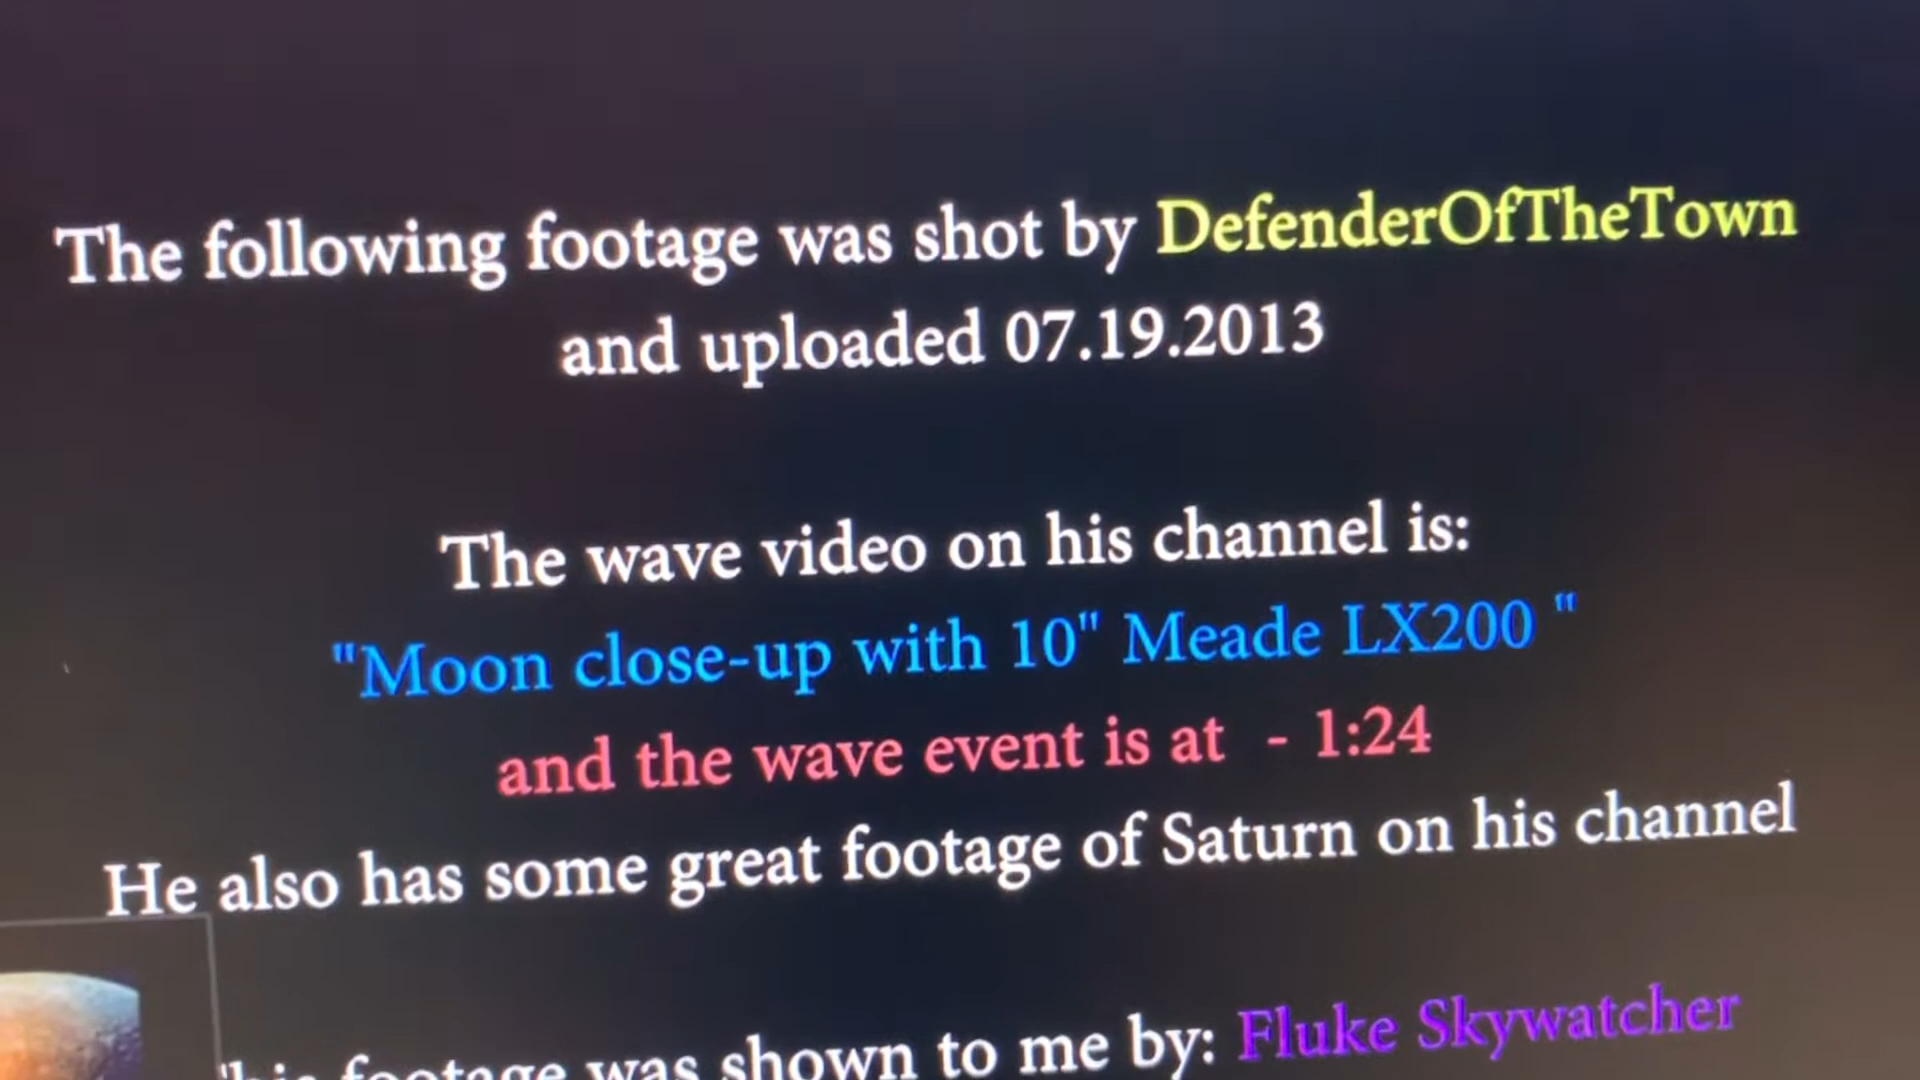 The following footage was shot by DefenderOfTheTown
and uploaded 07.19.2013
The wave video on his channel is:
"Moon close-up with 10" Meade LX200 "
and the wave event is at - 1:24
He also has some great footage of Saturn on his channel
footage was shown to me by: Fluke Skywatcher